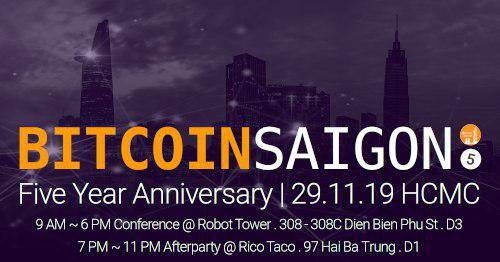 BITCOINSAIGON
5
Five Year Anniversary | 29.11.19 HCMC
9 AM ~ 6 PM Conference @ Robot Tower . 308 - 308C Dien Bien Phu St . D3
7 PM ~ 11 PM Afterparty @ Rico Taco . 97 Hai Ba Trung . D1